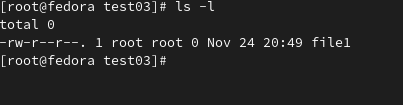 [root@fedora test03]# ls -l
total 0
-rw-r--r--. 1 root root 0 Nov 24 20:49 file1
[root@fedora test03]#